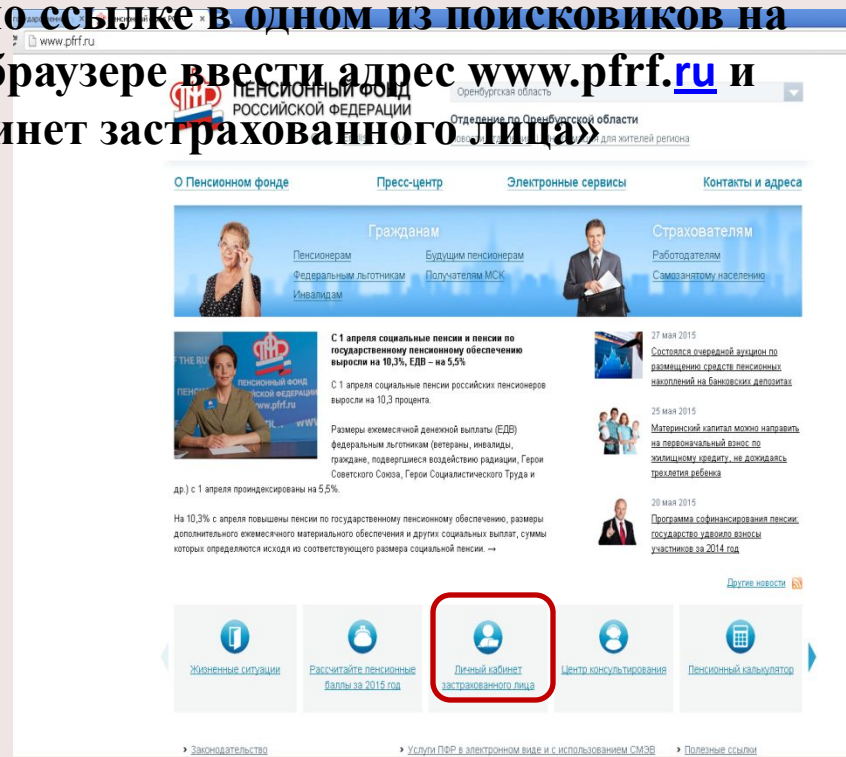 о ссылке в одном из поисковиков на
браузере ввести адрес www.pfrf.ru и
инет застрахованного лица»
www.pfrf.ru
ПЕНСИОННЫЙ ФОНД
РОССИЙСКОЙ ФЕДЕРАЦИИ
Оренбургская область
Отделение по Оренбургской области
для жителей региона
О Пенсионном фонде Пресс-центр Электронные сервисы Контакты и адреса
Гражданам
Пенсионерам Будущим пенсионерам
Федеральным льготникам Получателям МСК
Инвалидам
Страхователям
Работодателям
Самозанятому населению
С 1 апреля социальные пенсии и пенсии по
государственному пенсионному обеспечению
выросли на 10,3%, ЕДВ – на 5,5%
С 1 апреля социальные пенсии российских пенсионеров
выросли на 10,3 процента.
Размеры ежемесячной денежной выплаты (ЕДВ)
федеральным льготникам (ветераны, инвалиды,
граждане, подвергшиеся воздействию радиации, Герои
Советского Союза, Герои Социалистического Труда и
др.) с 1 апреля проиндексированы на 5,5%.
На 10,3% с апреля повышены пенсии по государственному пенсионному обеспечению, размеры
дополнительного ежемесячного материального обеспечения и других социальных выплат, суммы
которых определяются исходя из соответствующего размера социальной пенсии. →
27 мая 2015
Состоялся очередной аукцион по
размещению средств пенсионных
накоплений на банковских депозитах
25 мая 2015
Материнский капитал можно направить
на первоначальный взнос по
жилищному кредиту, не дожидаясь
трехлетия ребенка
20 мая 2015
Программа софинансирования пенсии:
государство удвоило взносы
участников за 2014 год
Другие новости
Жизненные ситуации
Рассчитайте пенсионные
баллы за 2015 год
Личный кабинет
застрахованного лица
Центр консультирования
Пенсионный калькулятор
Законодательство Услуги ПФР в электронном виде и с использованием СМЭВ Полезные ссылки